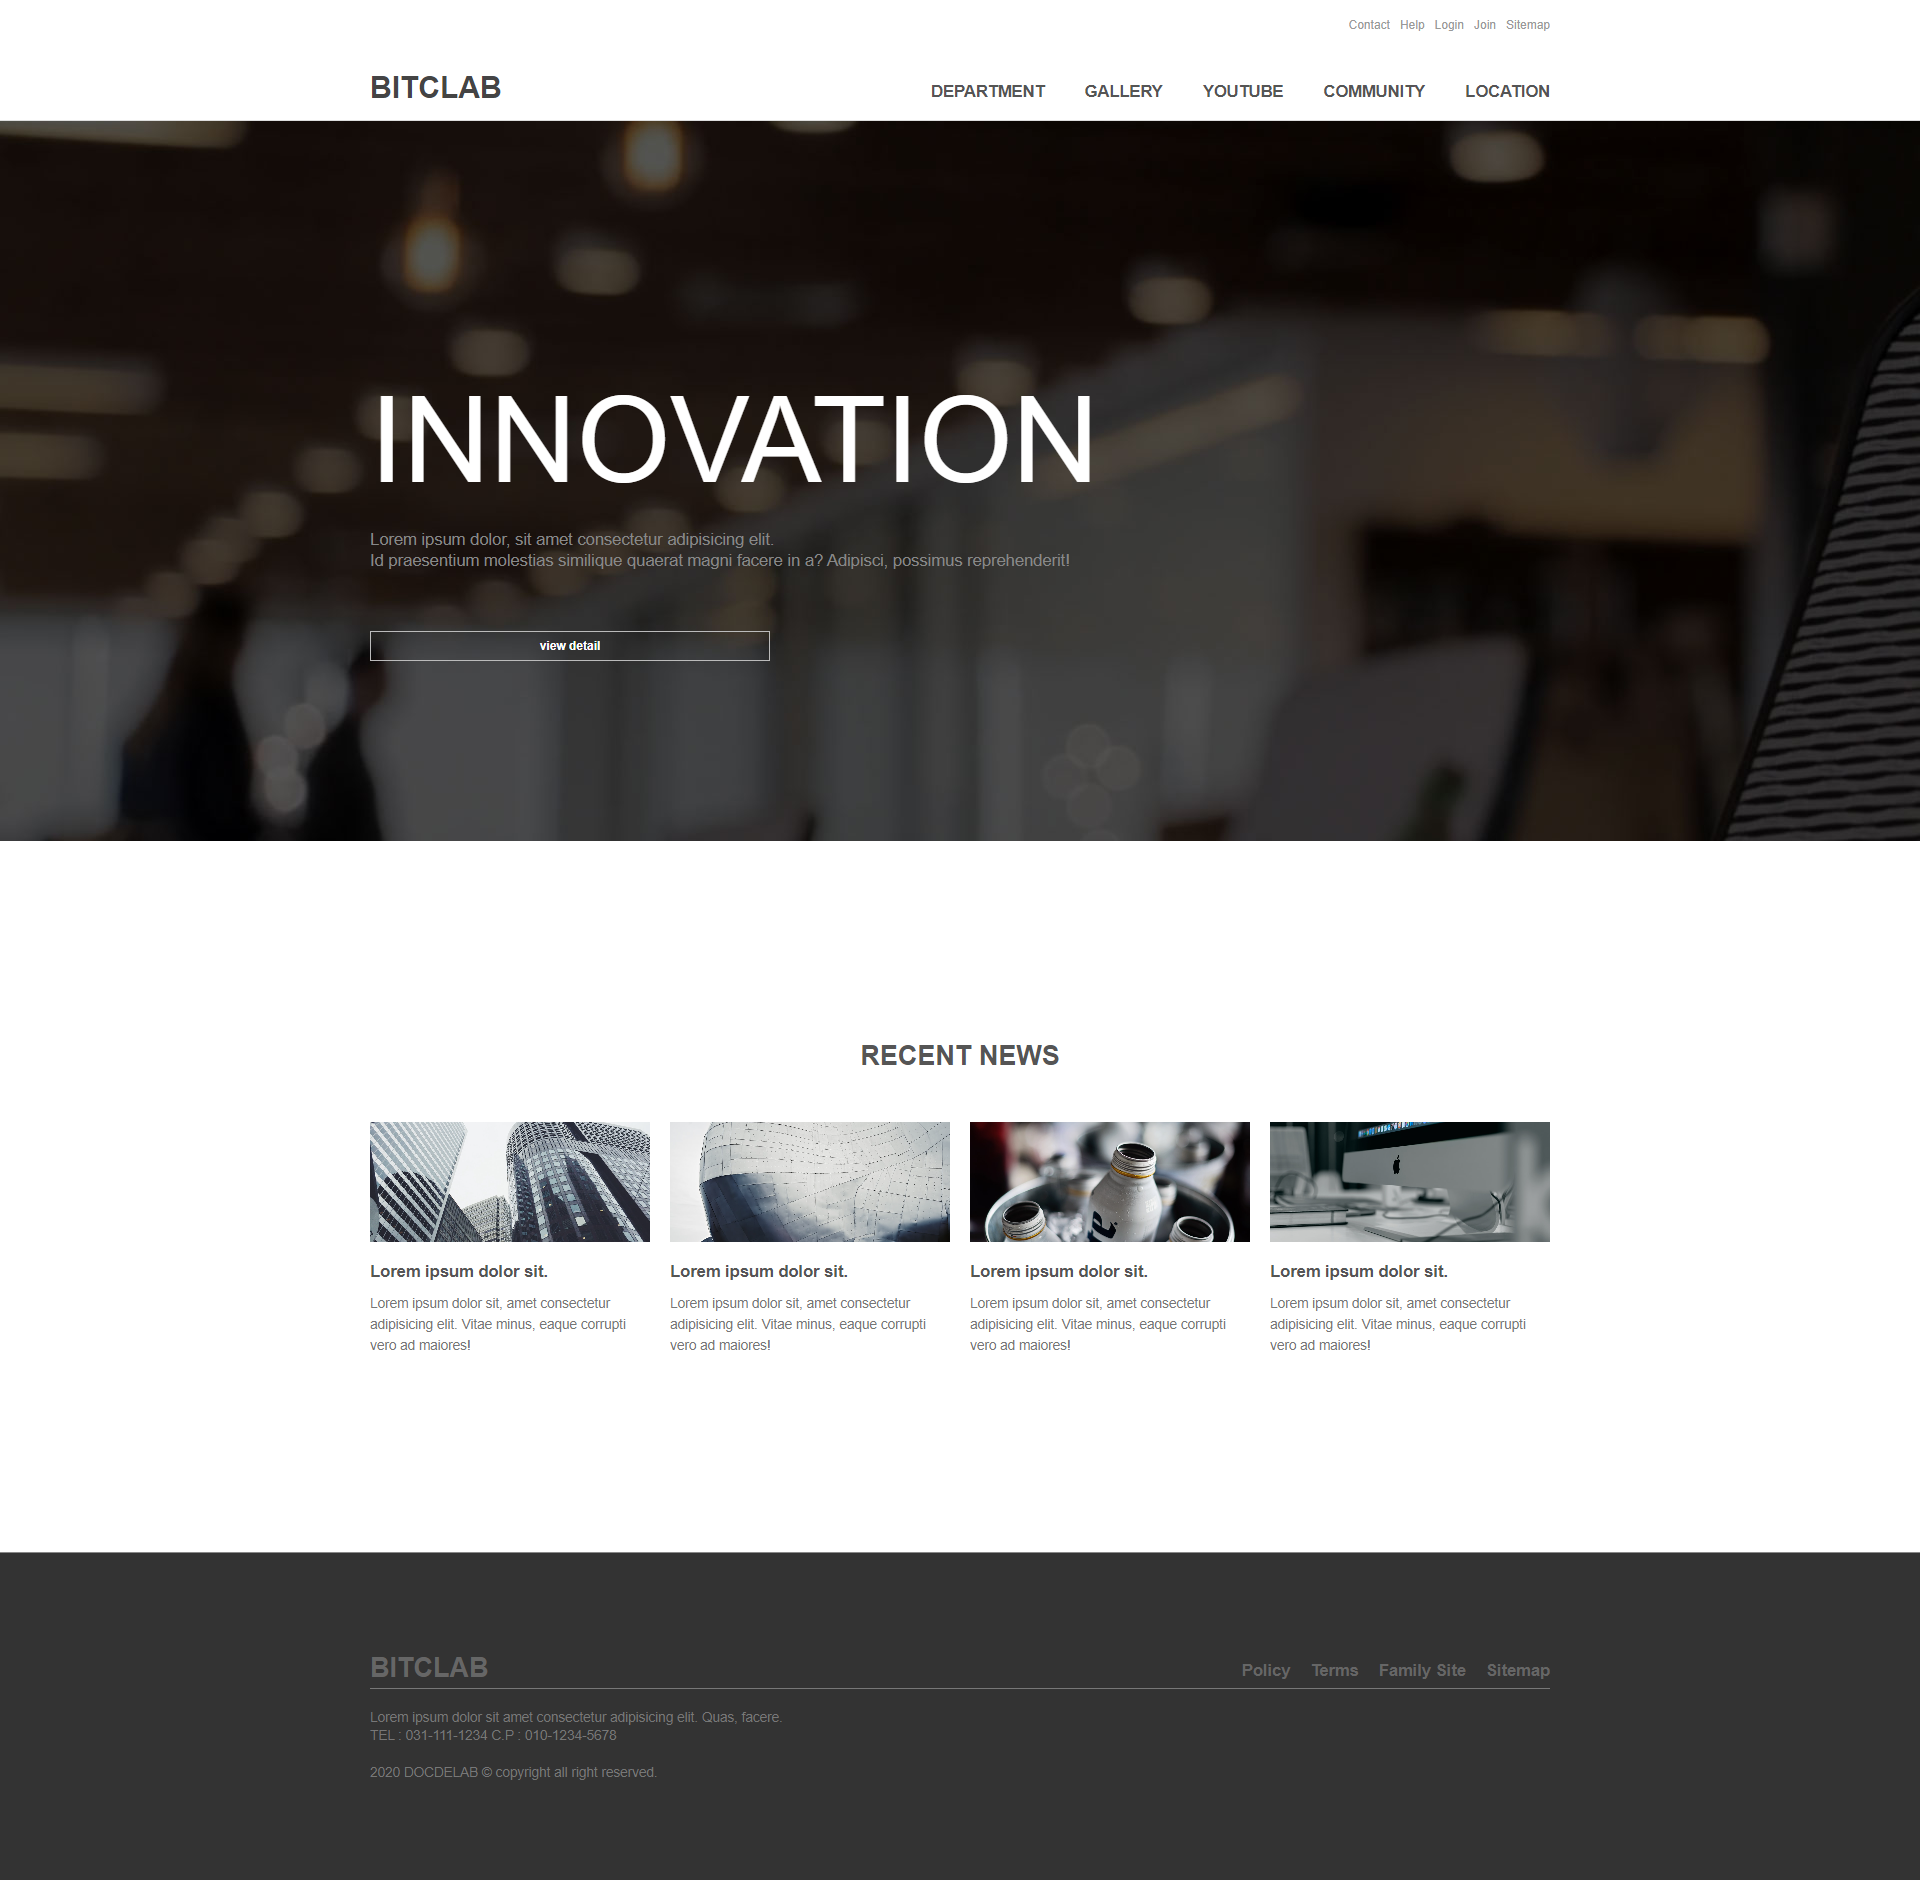 Contact Help Login Join Sitemap
BITCLAB
DEPARTMENT GALLERY YOUTUBE COMMUNITY LOCATION
INNOVATION
Lorem ipsum dolor, sit amet consectetur adipisicing elit.
Id praesentium molestias similique quaerat magni facere in a? Adipisci, possimus reprehenderit!
view detail
RECENT NEWS
Lorem ipsum dolor sit.
Lorem ipsum dolor sit, amet consectetur
adipisicing elit. Vitae minus, eaque corrupti
vero ad maiores!
Lorem ipsum dolor sit.
Lorem ipsum dolor sit, amet consectetur
adipisicing elit. Vitae minus, eaque corrupti
vero ad maiores!
Lorem ipsum dolor sit.
Lorem ipsum dolor sit, amet consectetur
adipisicing elit. Vitae minus, eaque corrupti
vero ad maiores!
Lorem ipsum dolor sit.
Lorem ipsum dolor sit, amet consectetur
adipisicing elit. Vitae minus, eaque corrupti
vero ad maiores!
BITCLAB
Policy Terms Family Site Sitemap
Lorem ipsum dolor sit amet consectetur adipisicing elit. Quas, facere.
TEL : 031-111-1234 C.P : 010-1234-5678
2020 DOCDELAB © copyright all right reserved.